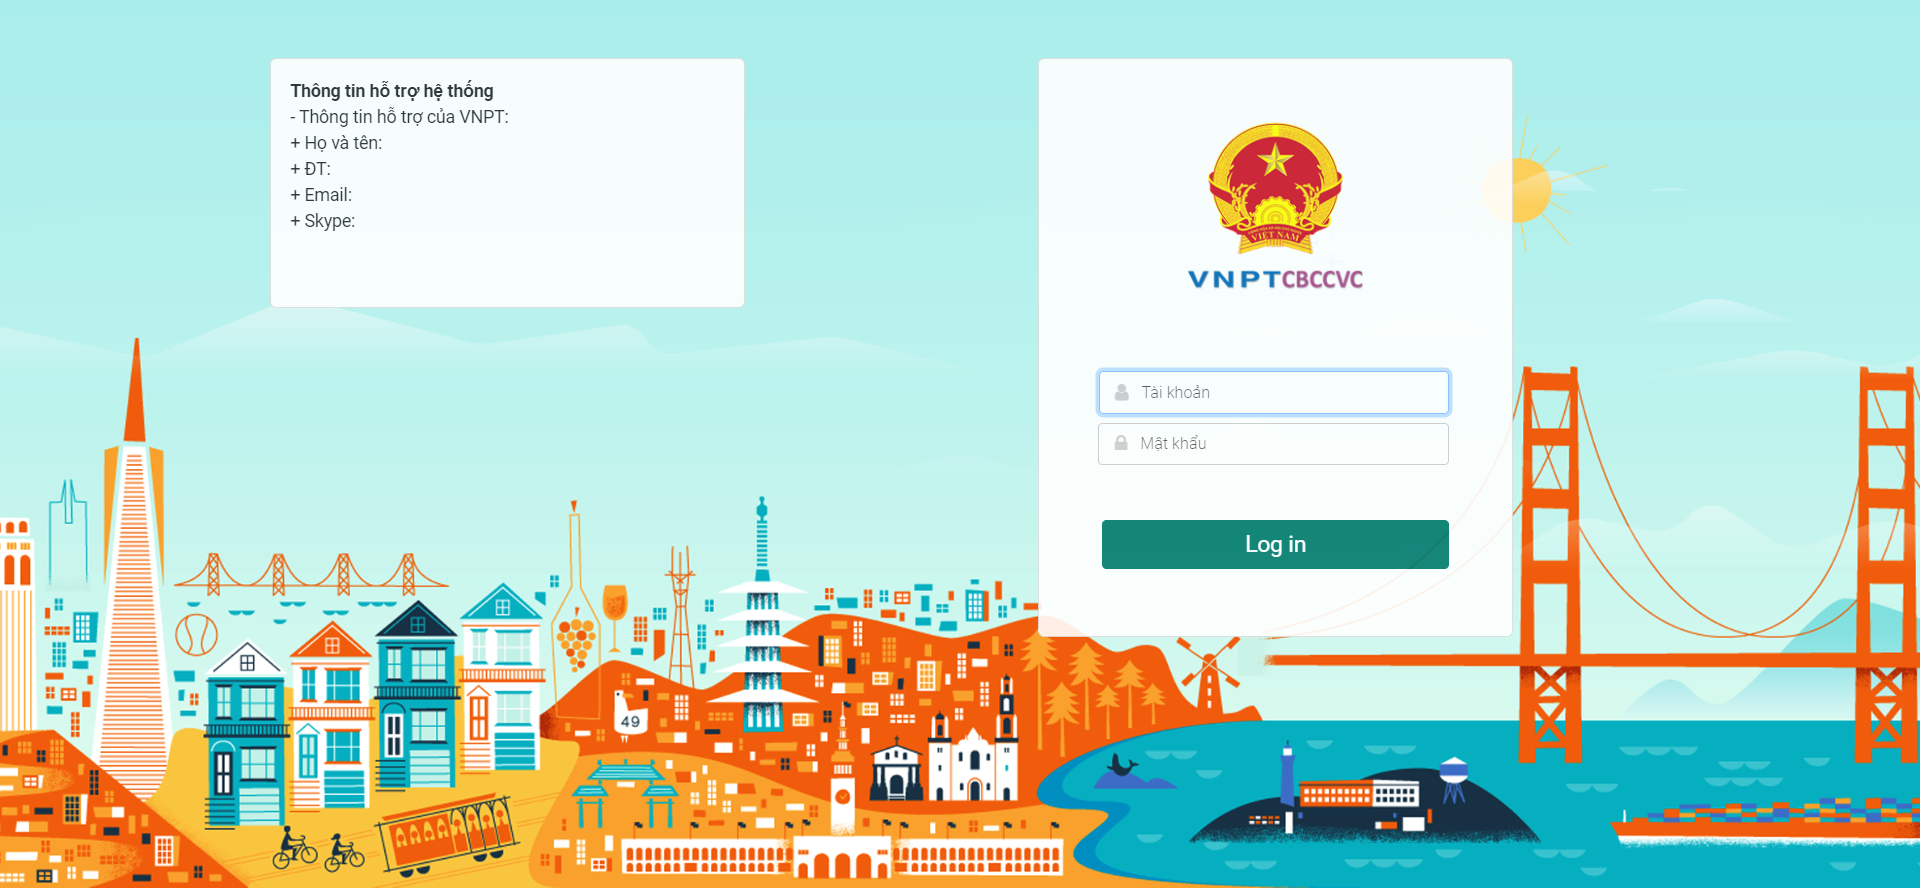 Thông tin hỗ trợ hệ thống
- Thông tin hỗ trợ của VNPT:
+ Họ và tên:
+ ĐT:
+ Email:
+ Skype:
VIỆT NAM
VNPTCBCCVC
Tài khoản
Mật khẩu
Log in
49